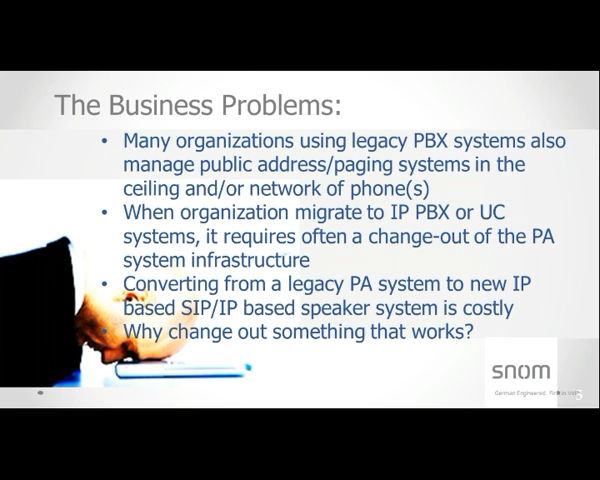 The Business Problems:
• Many organizations using legacy PBX systems also
manage public address/paging systems in the
ceiling and/or network of phone(s)
• When organization migrate to IP PBX or UC
systems, it requires often a change-out of the PA
system infrastructure
• Converting from a legacy PA system to new IP
based SIP/IP based speaker system is costly
• Why change out something that works?
snom
German Engineered.